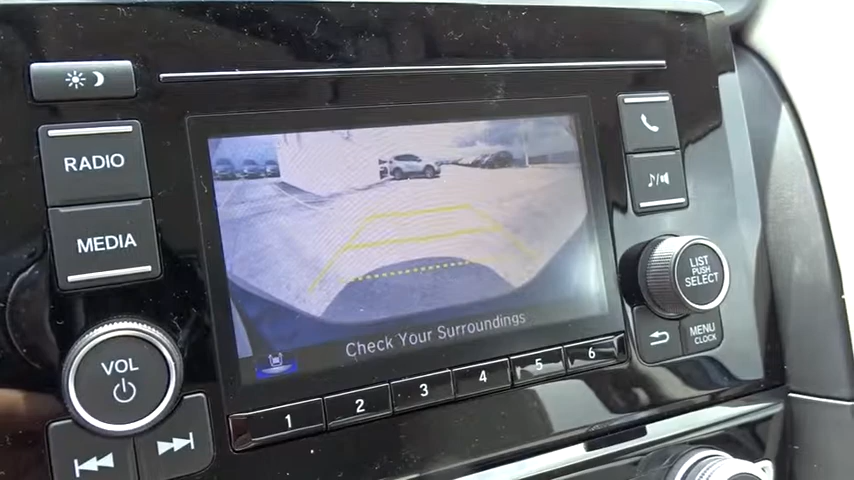 RADIO
MEDIA
VOL
LIST
PUSH
SELECT
MENU
CLOCK
Check Your Surroundings
1 2 3 4 5 6